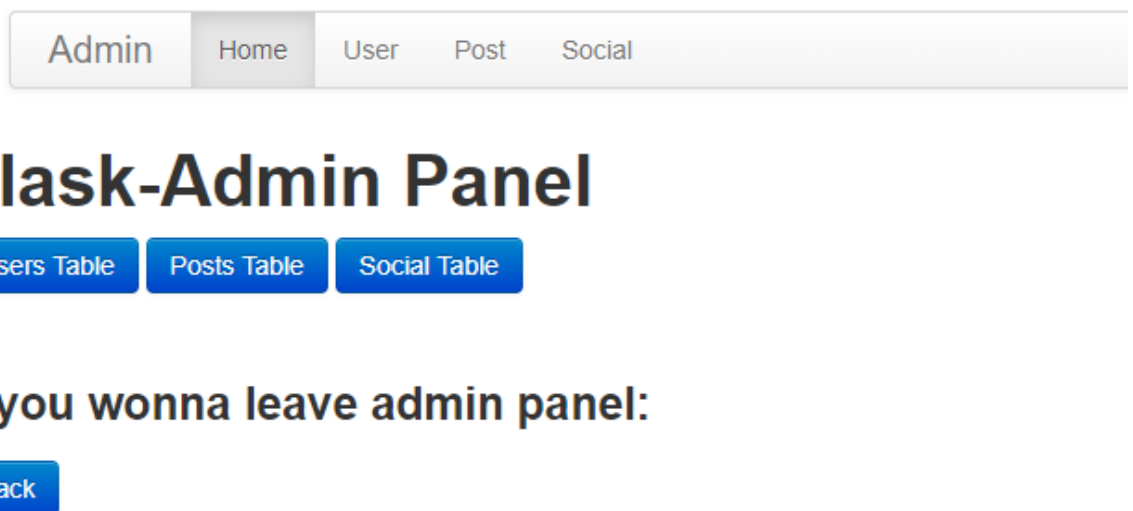 Admin Home User Post Social
lask-Admin Panel
sers Table Posts Table Social Table
you wonna leave admin panel:
ack